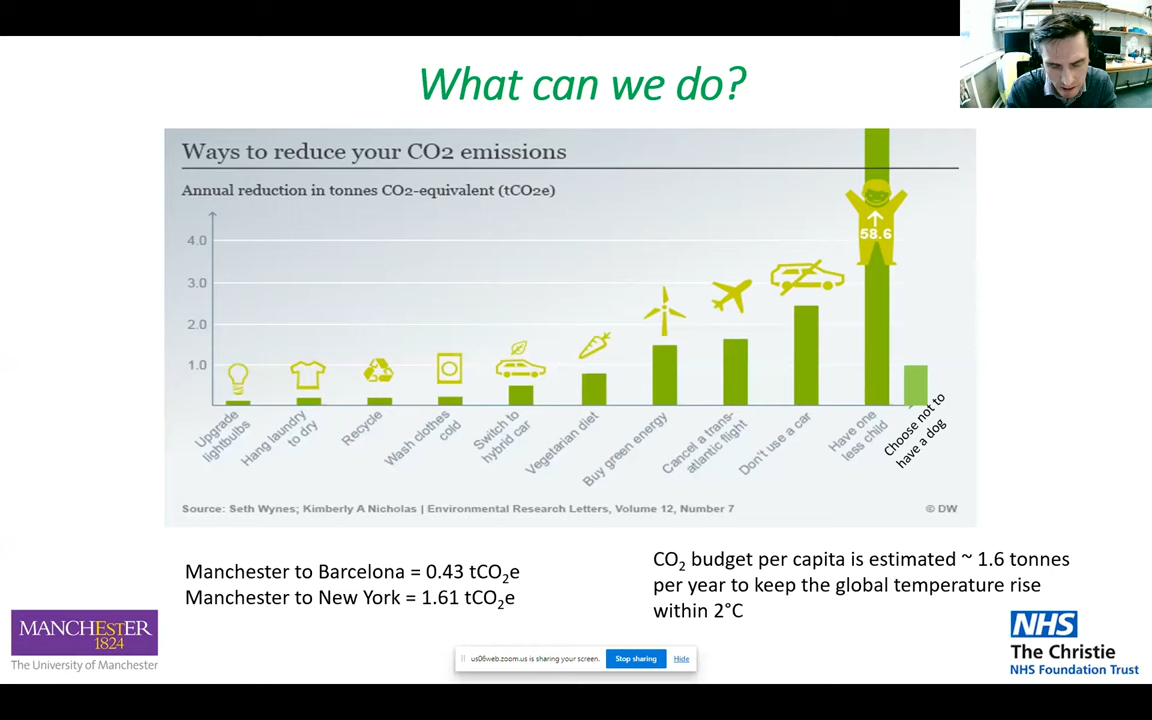 What can we do?
Ways to reduce your CO2 emissions
Annual reduction in tonnes CO2-equivalent (tCO2e)
4.0
3.0
2.0
1.0
58.6
Upgrade
lightbulbs
Hang laundry
to dry
Recycle
Wash clothes
cold
Switch to
hybrid car
Vegetarian diet
Buy green energy
Cancel a trans-
atlantic flight
Don't use a car
Have one
less child
Choose not to
have a dog
Source: Seth Wynes; Kimberly A Nicholas | Environmental Research Letters, Volume 12, Number 7
© DW
Manchester to Barcelona = 0.43 tCO₂e
Manchester to New York = 1.61 tCO₂e
CO₂ budget per capita is estimated ~ 1.6 tonnes
per year to keep the global temperature rise
within 2°C
MANCHESTER
1824
The University of Manchester
us06web.zoom.us is sharing your screen.
Stop sharing
Hide
NHS
The Christie
NHS Foundation Trust